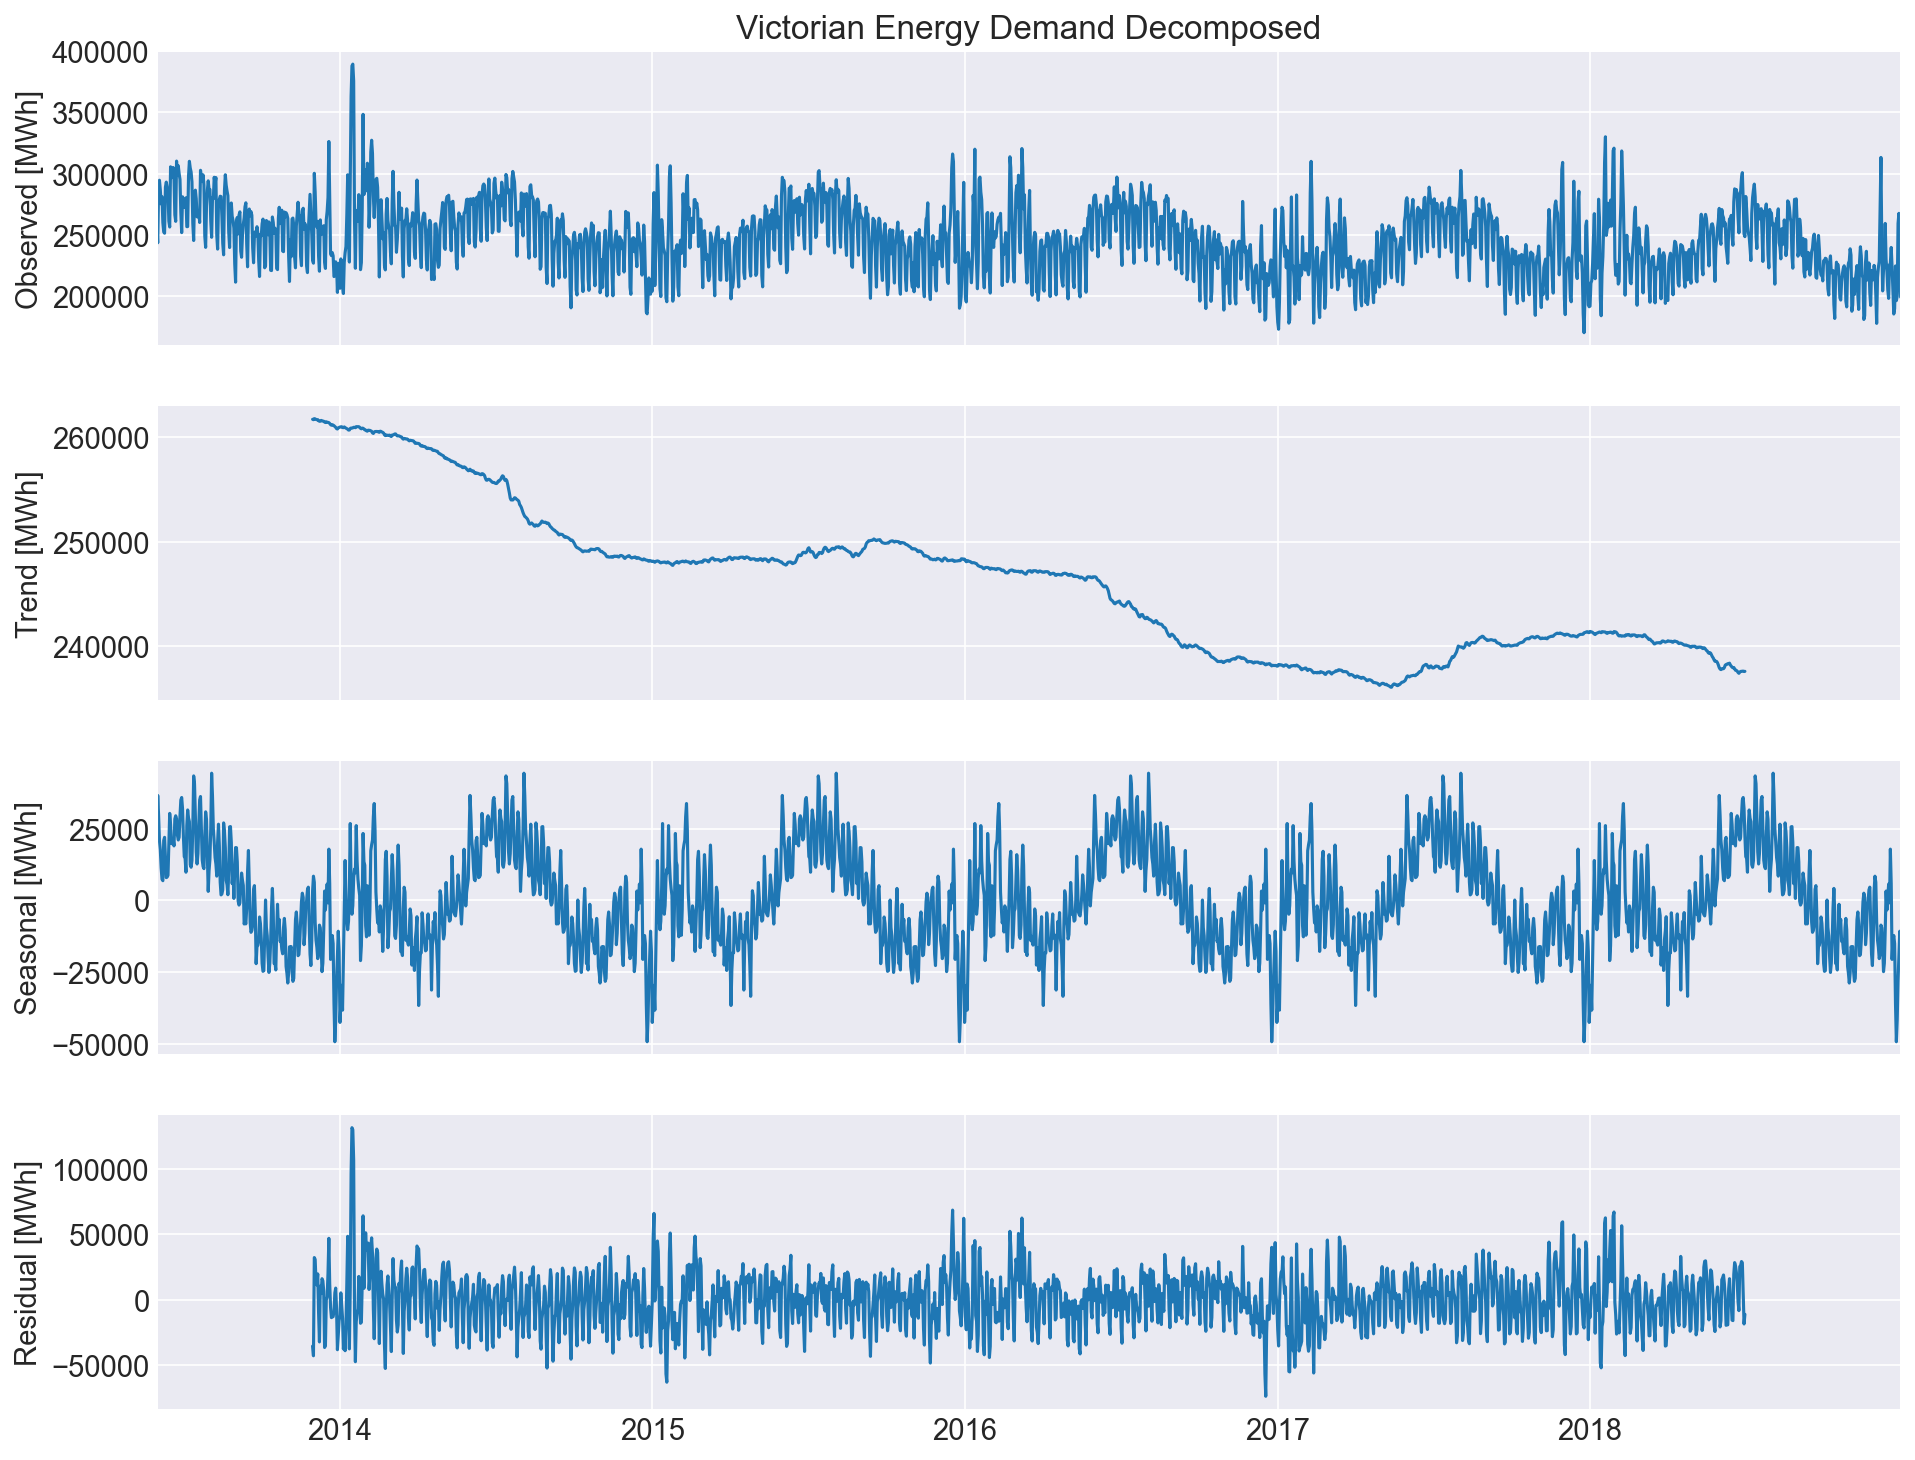 Victorian Energy Demand Decomposed
400000
350000
300000
250000
200000
Observed [MWh]
260000
250000
240000
Trend [MWh]
25000
0
−25000
−50000
Seasonal [MWh]
100000
50000
0
−50000
Residual [MWh]
2014 2015 2016 2017 2018